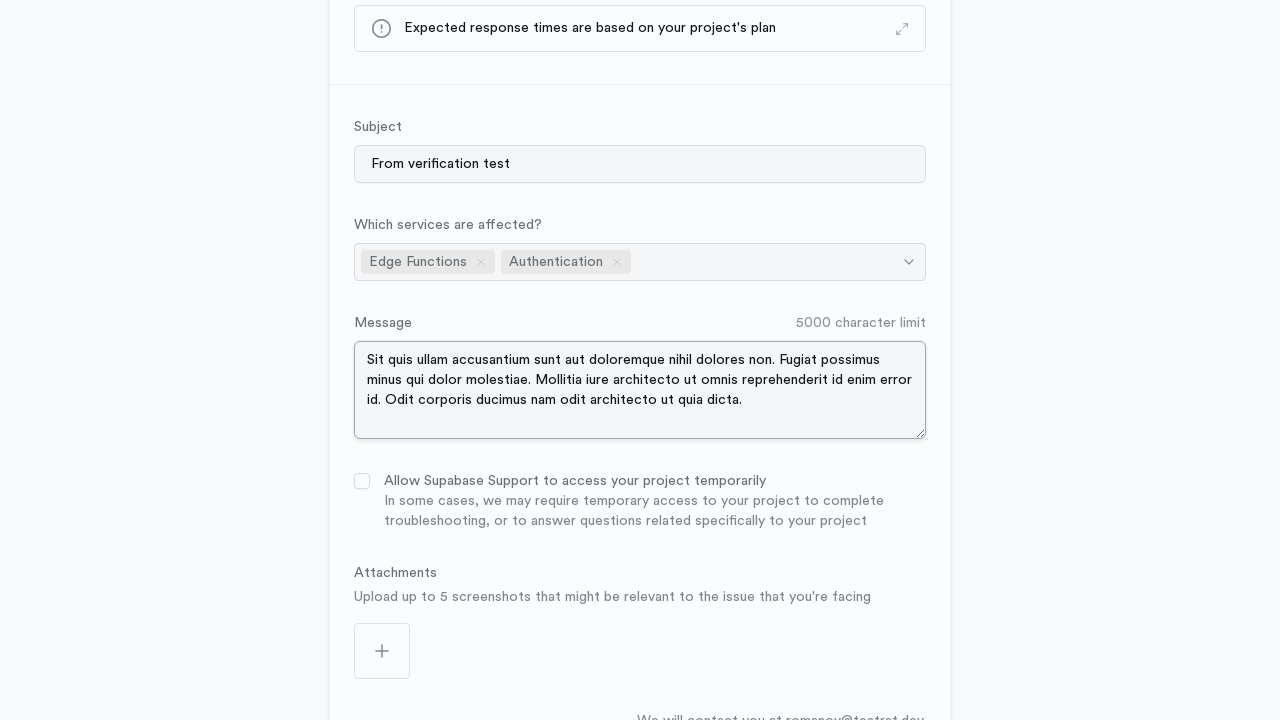 Expected response times are based on your project's plan
Subject
From verification test
Which services are affected?
Edge Functions
Authentication
Message
5000 character limit
Sit quis ullam accusantium sunt aut doloremque nihil dolores non. Fugiat possimus
minus qui dolor molestiae. Mollitia iure architecto ut omnis reprehenderit id enim error
id. Odit corporis ducimus nam odit architecto ut quia dicta.
Allow Supabase Support to access your project temporarily
In some cases, we may require temporary access to your project to complete
troubleshooting, or to answer questions related specifically to your project
Attachments
Upload up to 5 screenshots that might be relevant to the issue that you're facing
We will contact you at